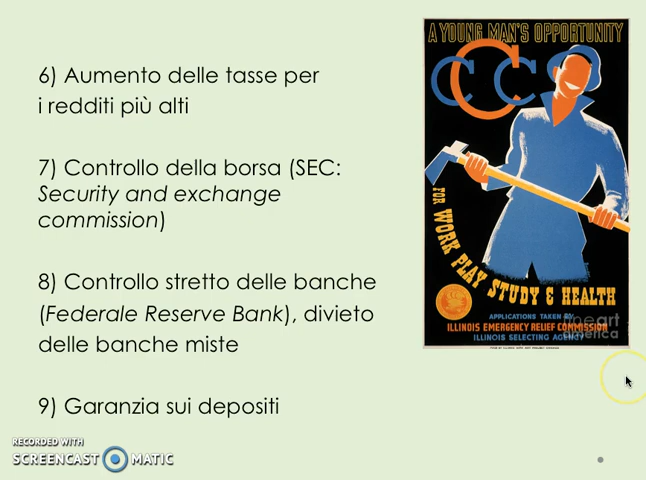 6) Aumento delle tasse per
i redditi più alti
7) Controllo della borsa (SEC:
Security and exchange
commission)
8) Controllo stretto delle banche
(Federale Reserve Bank), divieto
delle banche miste
9) Garanzia sui depositi
A YOUNG MAN'S OPPORTUNITY
CCC
FOR WORK PLAY STUDY & HEALTH
APPLICATIONS TAKEN BY
ILLINOIS EMERGENCY RELIEF COMMISSION
ILLINOIS SELECTING AGENCY
fineart
america
RECORDED WITH
SCREENCAST MATIC